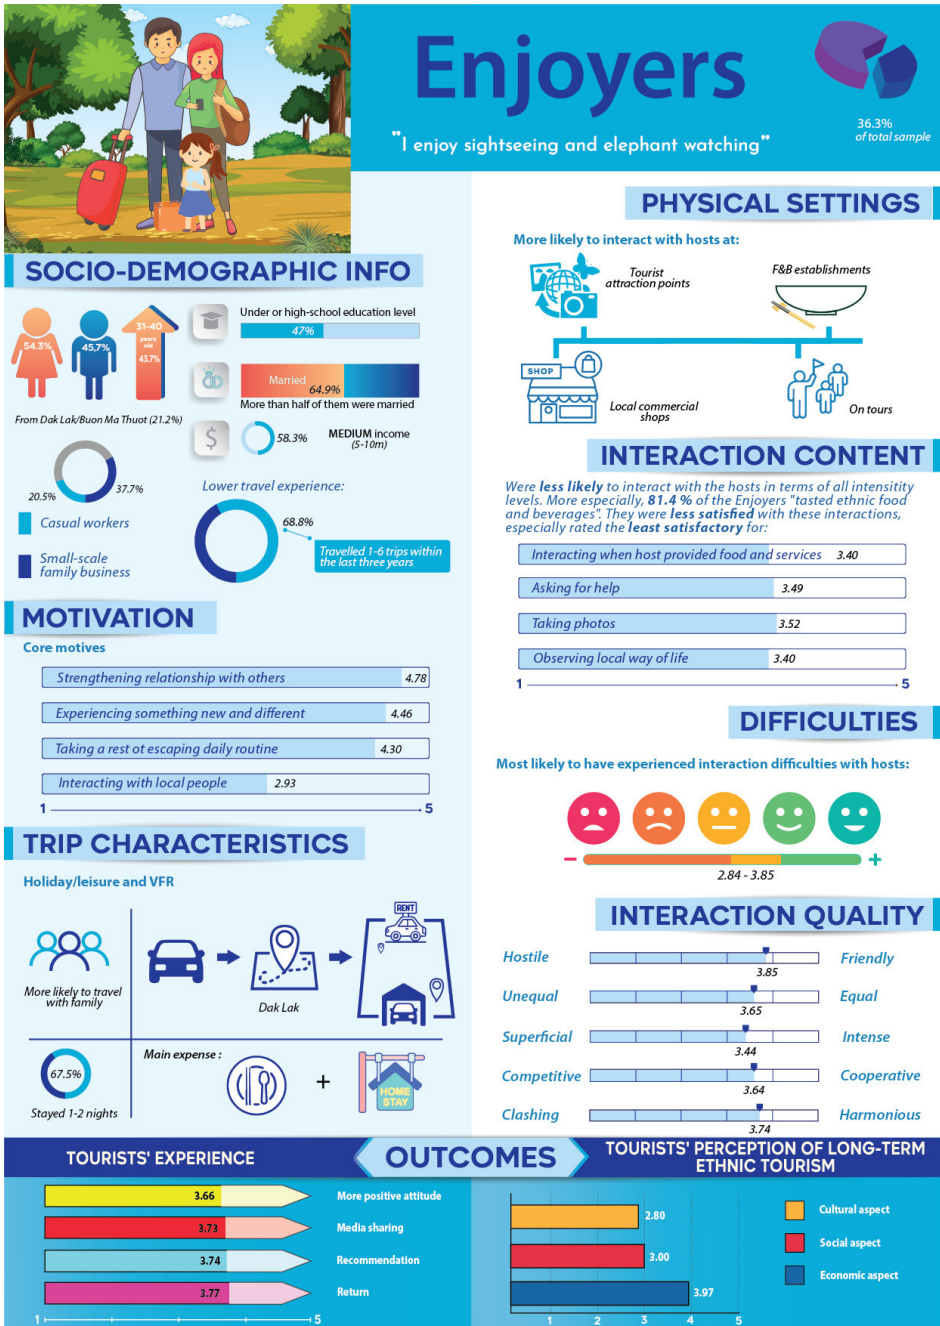 Enjoyers
"I enjoy sightseeing and elephant watching"
36.3%
of total sample
SOCIO-DEMOGRAPHIC INFO
54.3%
45,7%
31-40
years
old
43.7%
From Dak Lak/Buon Ma Thuot (21.2%)
Under or high-school education level
47%
Married
64.9%
More than half of them were married
$
58.3%
MEDIUM income
(5-10m)
20.5%
37.7%
Casual workers
Small-scale
family business
Lower travel experience:
68.8%
Travelled 1-6 trips within
the last three years
MOTIVATION
Core motives
Strengthening relationship with others 4.78
Experiencing something new and different 4.46
Taking a rest ot escaping daily routine 4.30
Interacting with local people 2.93
1 5
TRIP CHARACTERISTICS
Holiday/leisure and VFR
More likely to travel
with family
Dak Lak
RENT
67.5%
Stayed 1-2 nights
Main expense :
+
HOME
STAY
PHYSICAL SETTINGS
More likely to interact with hosts at:
Tourist
attraction points
F&B establishments
SHOP
Local commercial
shops
On tours
INTERACTION CONTENT
Were less likely to interact with the hosts in terms of all intensitity
levels. More especially, 81.4 % of the Enjoyers "tasted ethnic food
and beverages". They were less satisfied with these interactions,
especially rated the least satisfactory for:
Interacting when host provided food and services 3.40
Asking for help 3.49
Taking photos 3.52
Observing local way of life 3.40
1 5
DIFFICULTIES
Most likely to have experienced interaction difficulties with hosts:
- +
2.84 - 3.85
INTERACTION QUALITY
Hostile 3.85 Friendly
Unequal 3.65 Equal
Superficial 3.44 Intense
Competitive 3.64 Cooperative
Clashing 3.74 Harmonious
OUTCOMES
TOURISTS' EXPERIENCE
3.66 More positive attitude
3.73 Media sharing
3.74 Recommendation
3.77 Return
1 5
TOURISTS' PERCEPTION OF LONG-TERM
ETHNIC TOURISM
2.80
3.00
3.97
1 2 3 4 5
Cultural aspect
Social aspect
Economic aspect